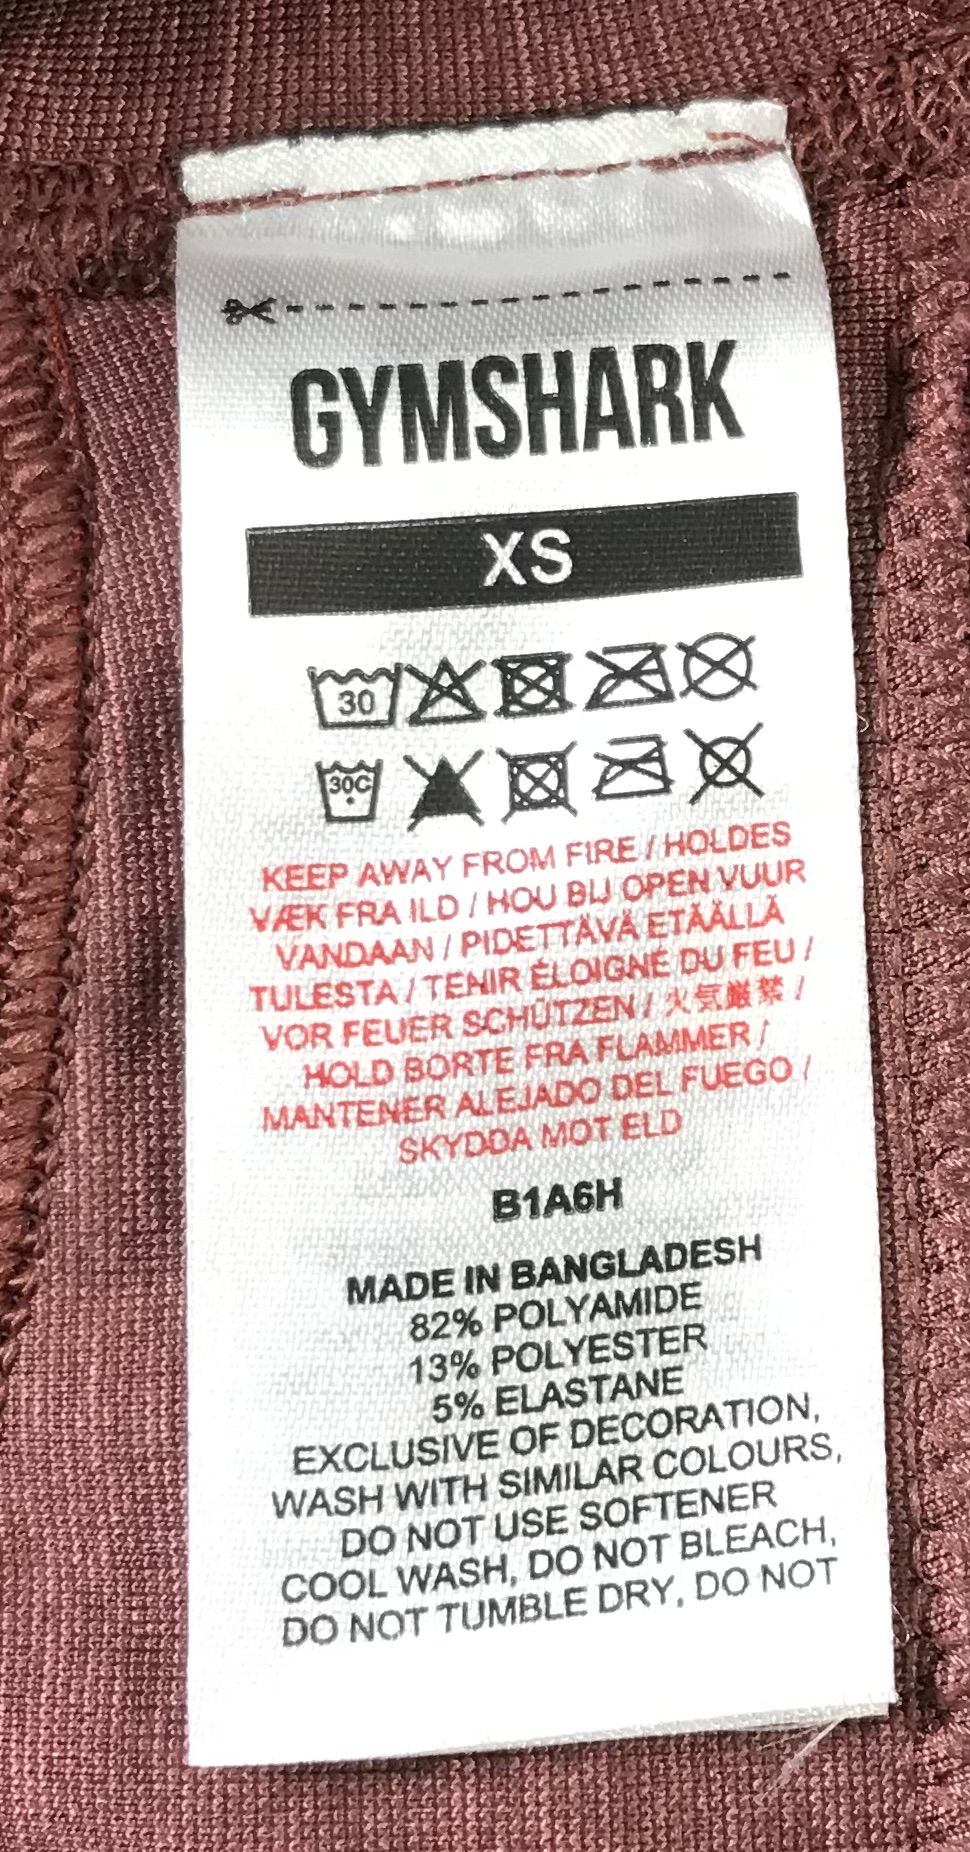 GYMSHARK
XS
30
30C
KEEP AWAY FROM FIRE / HOLDES
VÆK FRA ILD / HOU BIJ OPEN VUUR
VANDAAN / PIDETTÄVÄ ETÄÄLLÄ
TULESTA / TENIR ÉLOIGNÉ DU FEU /
VOR FEUER SCHÜTZEN / 火気厳禁 /
HOLD BORTE FRA FLAMMER /
MANTENER ALEJADO DEL FUEGO /
SKYDDA MOT ELD
B1A6H
MADE IN BANGLADESH
82% POLYAMIDE
13% POLYESTER
5% ELASTANE
EXCLUSIVE OF DECORATION,
WASH WITH SIMILAR COLOURS,
DO NOT USE SOFTENER
COOL WASH, DO NOT BLEACH,
DO NOT TUMBLE DRY, DO NOT